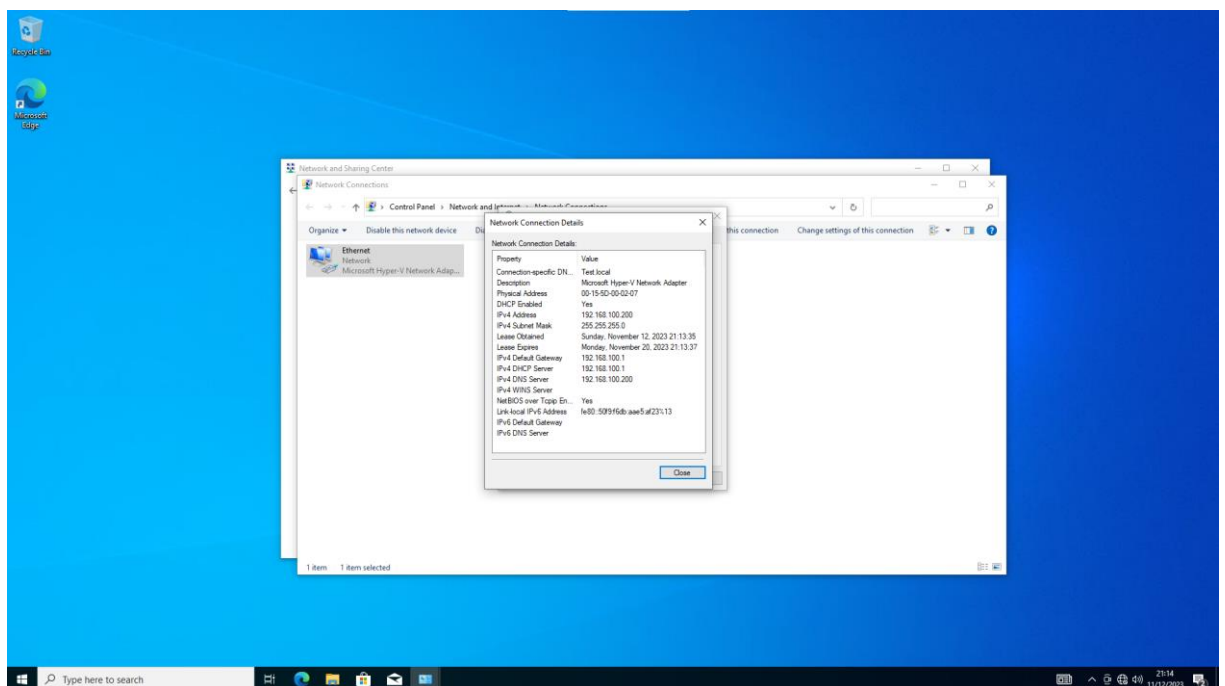 Recycle Bin
Microsoft
Edge
Network and Sharing Center
Network Connections
Control Panel › Network and Internet › Network Connections
Organize
Disable this network device
this connection
Change settings of this connection
Ethernet
Network
Microsoft Hyper-V Network Adap...
Network Connection Details
Network Connection Details:
Property Value
Connection-specific DN... Test.local
Description Microsoft Hyper-V Network Adapter
Physical Address 00-15-5D-00-02-07
DHCP Enabled Yes
IPv4 Address 192.168.100.200
IPv4 Subnet Mask 255.255.255.0
Lease Obtained Sunday, November 12, 2023 21:13:35
Lease Expires Monday, November 20, 2023 21:13:37
IPv4 Default Gateway 192.168.100.1
IPv4 DHCP Server 192.168.100.1
IPv4 DNS Server 192.168.100.200
IPv4 WINS Server
NetBIOS over Tcpip En... Yes
Link-local IPv6 Address fe80::50f9:f6db:aae5:af23%13
IPv6 Default Gateway
IPv6 DNS Server
Close
1 item 1 item selected
Type here to search
21:14
11/12/2023